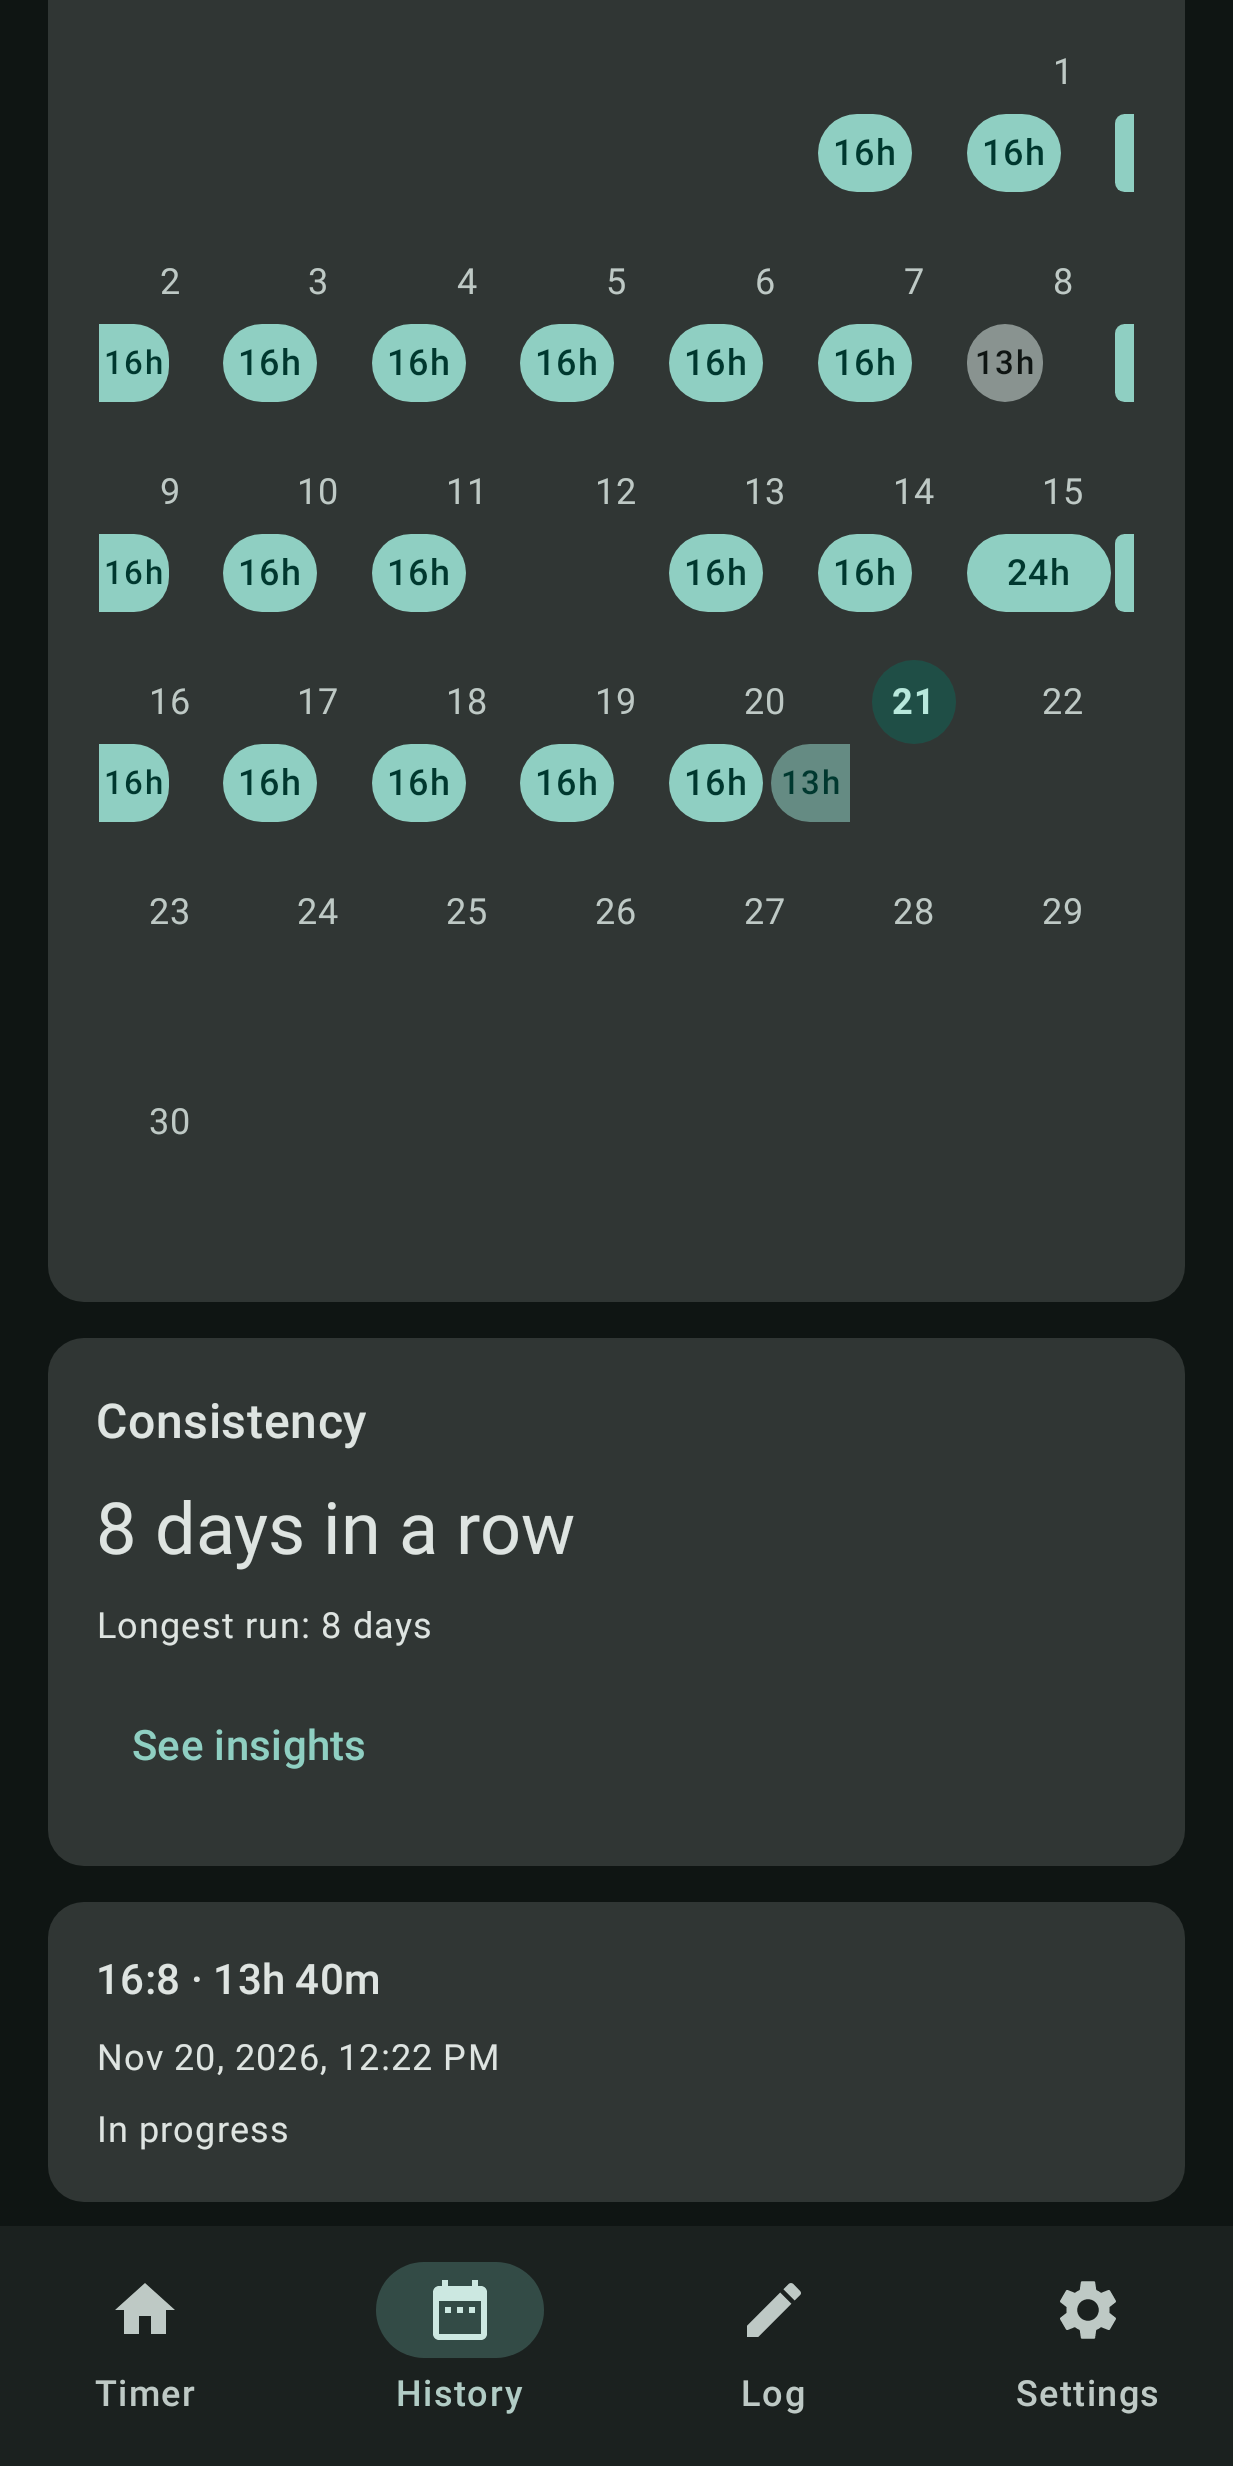 1
16h 16h
2 3 4 5 6 7 8
16h 16h 16h 16h 16h 16h 13h
9 10 11 12 13 14 15
16h 16h 16h 16h 16h 24h
16 17 18 19 20 21 22
16h 16h 16h 16h 16h 13h
23 24 25 26 27 28 29
30
Consistency
8 days in a row
Longest run: 8 days
See insights
16:8 · 13h 40m
Nov 20, 2026, 12:22 PM
In progress
Timer History Log Settings